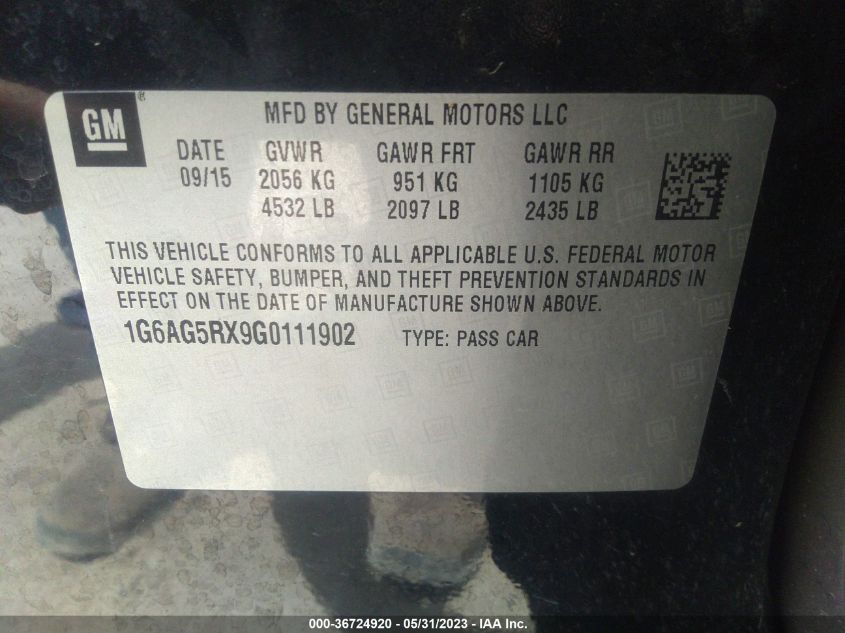 GM®
MFD BY GENERAL MOTORS LLC
DATE GVWR GAWR FRT GAWR RR
09/15 2056 KG 951 KG 1105 KG
4532 LB 2097 LB 2435 LB
THIS VEHICLE CONFORMS TO ALL APPLICABLE U.S. FEDERAL MOTOR
VEHICLE SAFETY, BUMPER, AND THEFT PREVENTION STANDARDS IN
EFFECT ON THE DATE OF MANUFACTURE SHOWN ABOVE.
1G6AG5RX9G0111902 TYPE: PASS CAR
000-36724920 - 05/31/2023 - IAA Inc.